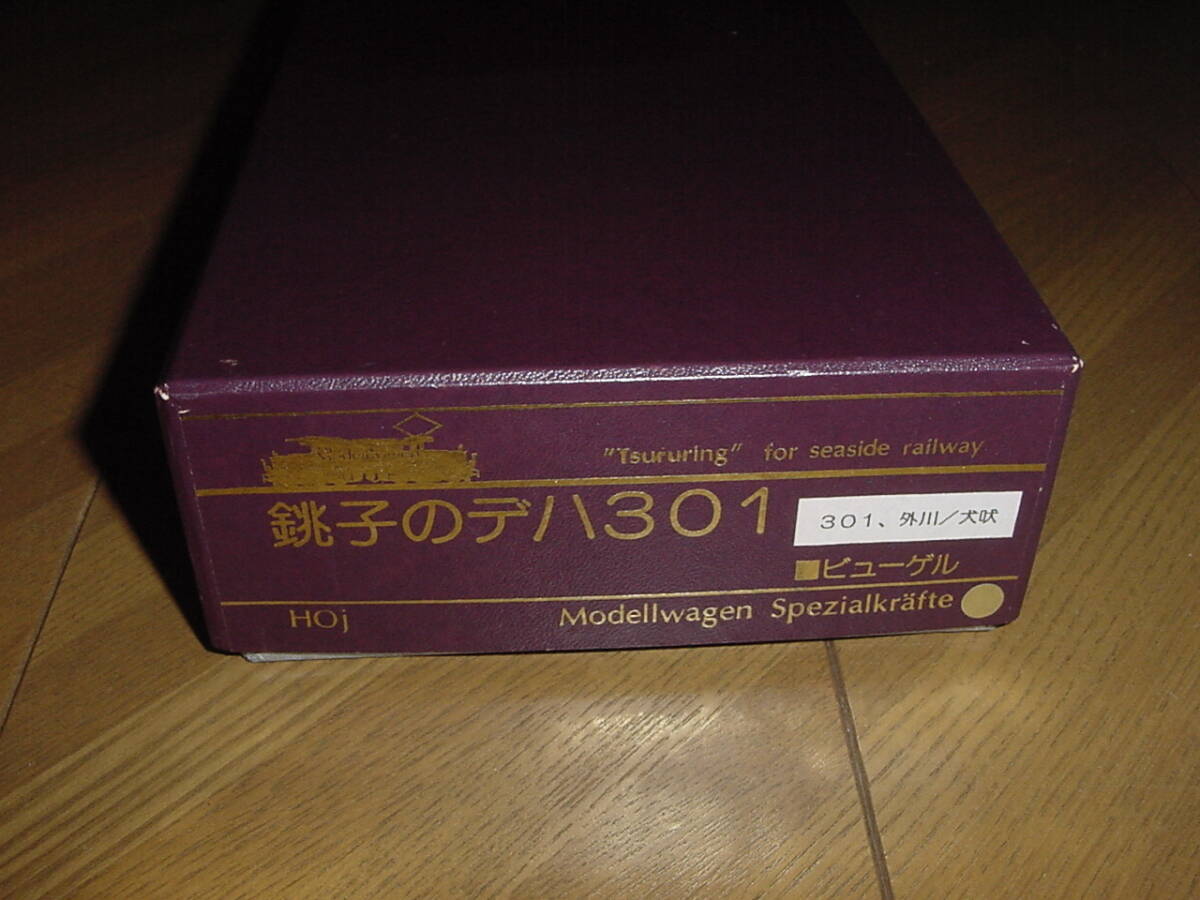 "Tsururing" for seaside railway
銚子のデハ301
301、外川／犬吠
■ビューゲル
HOj
Modellwagen Spezialkräfte